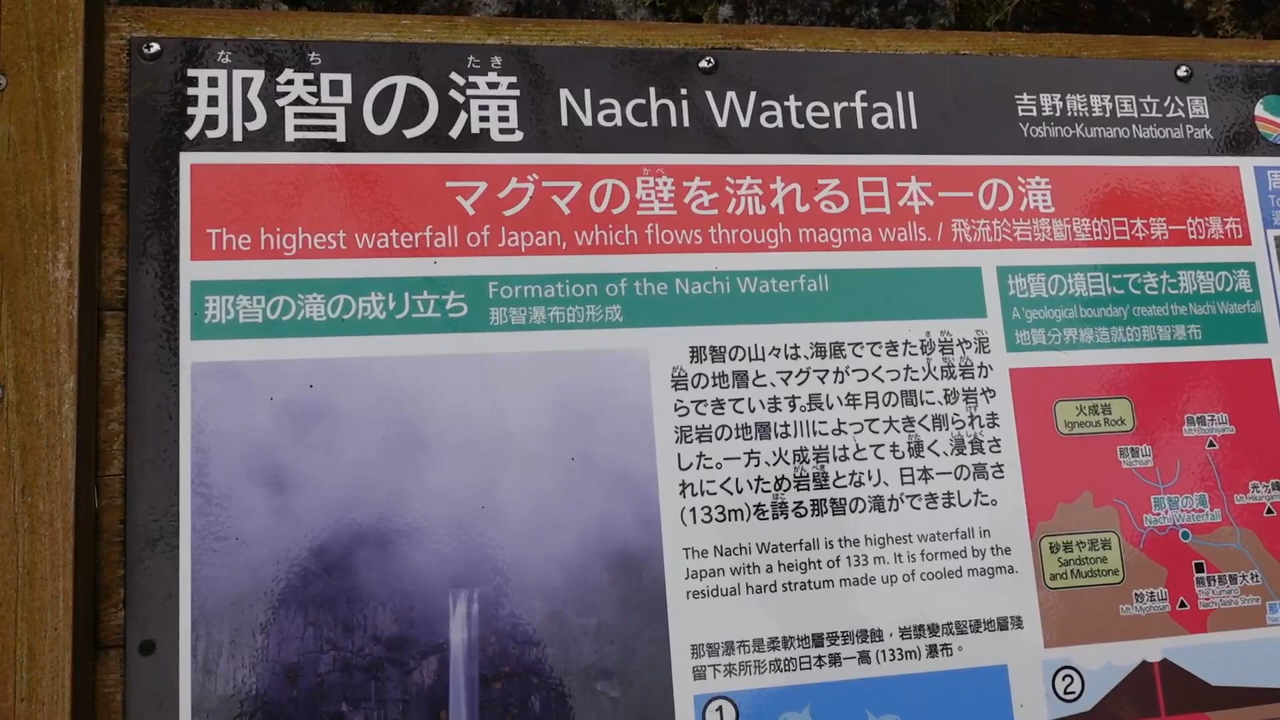 なち たき
那智の滝 Nachi Waterfall
吉野熊野国立公園
Yoshino-Kumano National Park
かべ
マグマの壁を流れる日本一の滝
The highest waterfall of Japan, which flows through magma walls. / 飛流於岩漿斷壁的日本第一的瀑布
那智の滝の成り立ち
Formation of the Nachi Waterfall
那智瀑布的形成
那智の山々は、海底でできた砂岩や泥
岩の地層と、マグマがつくった火成岩か
らできています。長い年月の間に、砂岩や
泥岩の地層は川によって大きく削られま
した。一方、火成岩はとても硬く、浸食さ
れにくいため岩壁となり、日本一の高さ
(133m)を誇る那智の滝ができました。
The Nachi Waterfall is the highest waterfall in
Japan with a height of 133 m. It is formed by the
residual hard stratum made up of cooled magma.
那智瀑布是柔軟地層受到侵蝕，岩漿變成堅硬地層殘
留下來所形成的日本第一高 (133m) 瀑布。
①
地質の境目にできた那智の滝
A 'geological boundary' created the Nachi Waterfall
地質分界線造就的那智瀑布
火成岩
Igneous Rock
烏帽子山
Mt. Eboshiyama
那智山
Nachisan
光ヶ峰
那智の滝
Nachi Waterfall
砂岩や泥岩
Sandstone
and Mudstone
熊野那智大社
The Kumano
Nachi Taisha Shrine
妙法山
Mt. Myohosan
②